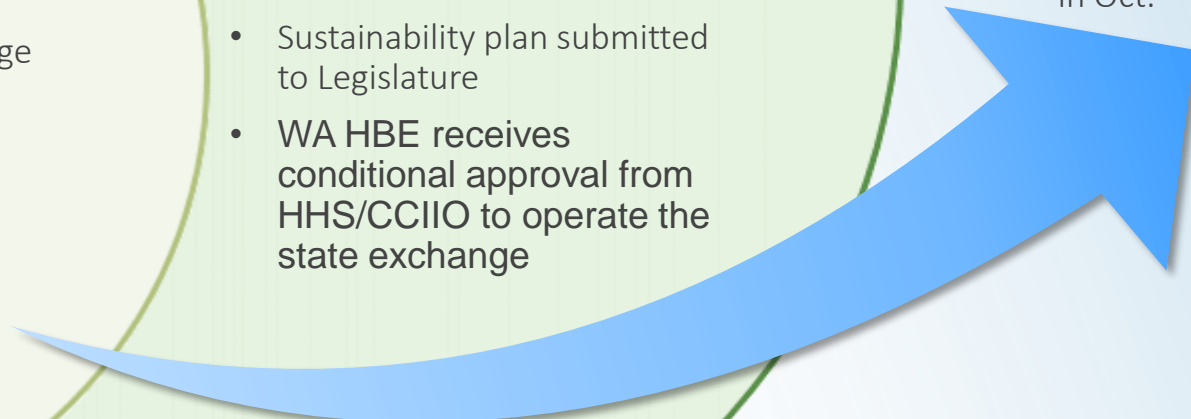 • Sustainability plan submitted
to Legislature
• WA HBE receives
conditional approval from
HHS/CCIIO to operate the
state exchange
in Oct.